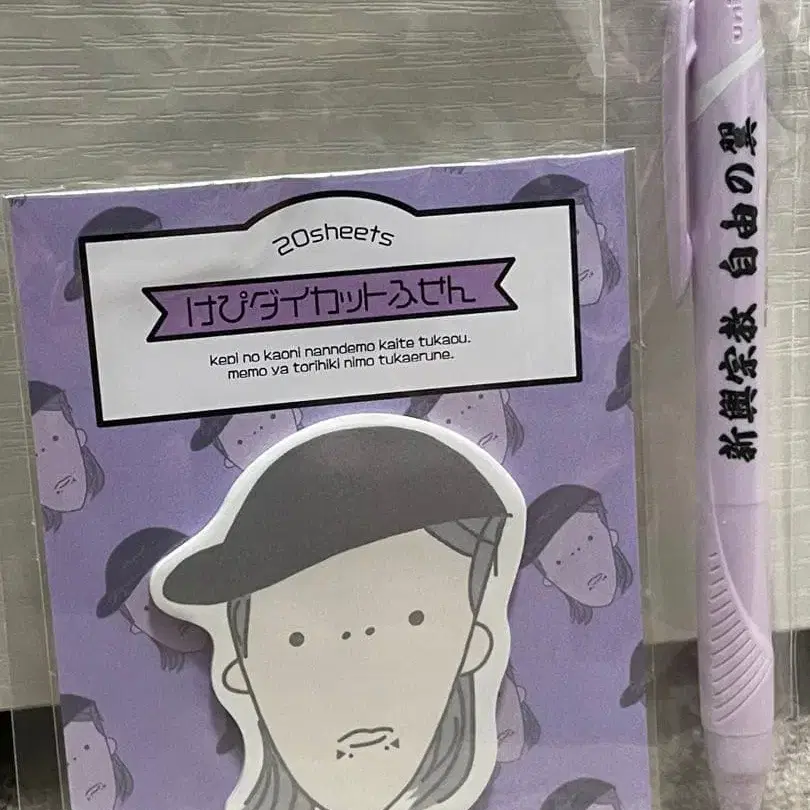 20sheets
けぴダイカットふせん
kepi no kaoni nanndemo kaite tukaou.
memo ya torihiki nimo tukaerune.
新興宗教 自由の翼
uni